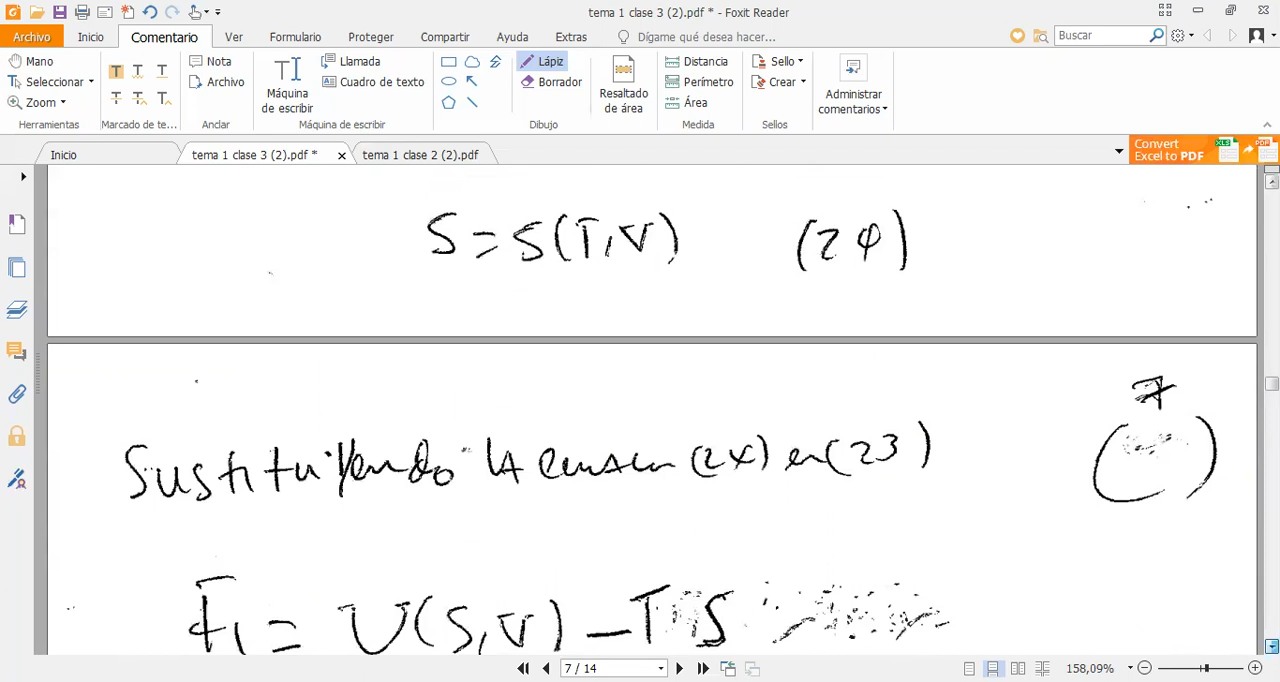 tema 1 clase 3 (2).pdf * - Foxit Reader
Archivo Inicio Comentario Ver Formulario Proteger Compartir Ayuda Extras Dígame qué desea hacer... Buscar
Mano Seleccionar Zoom Herramientas
Marcado de te...
Nota Archivo Anclar
Máquina de escribir Llamada Cuadro de texto Máquina de escribir
Lápiz Borrador Dibujo
Resaltado de área
Distancia Perímetro Área Medida
Sello Crear Sellos
Administrar comentarios
Inicio tema 1 clase 3 (2).pdf * tema 1 clase 2 (2).pdf
Convert Excel to PDF XLS PDF
S = S(T,V) (24)
7
Sustituyendo la (24) en (23)
= U(S,V) - TS
7 / 14 158,09%